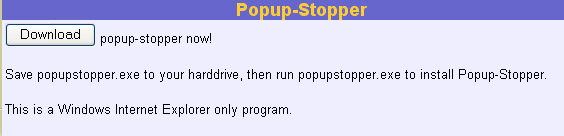 Popup-Stopper
Download popup-stopper now!
Save popupstopper.exe to your harddrive, then run popupstopper.exe to install Popup-Stopper.
This is a Windows Internet Explorer only program.